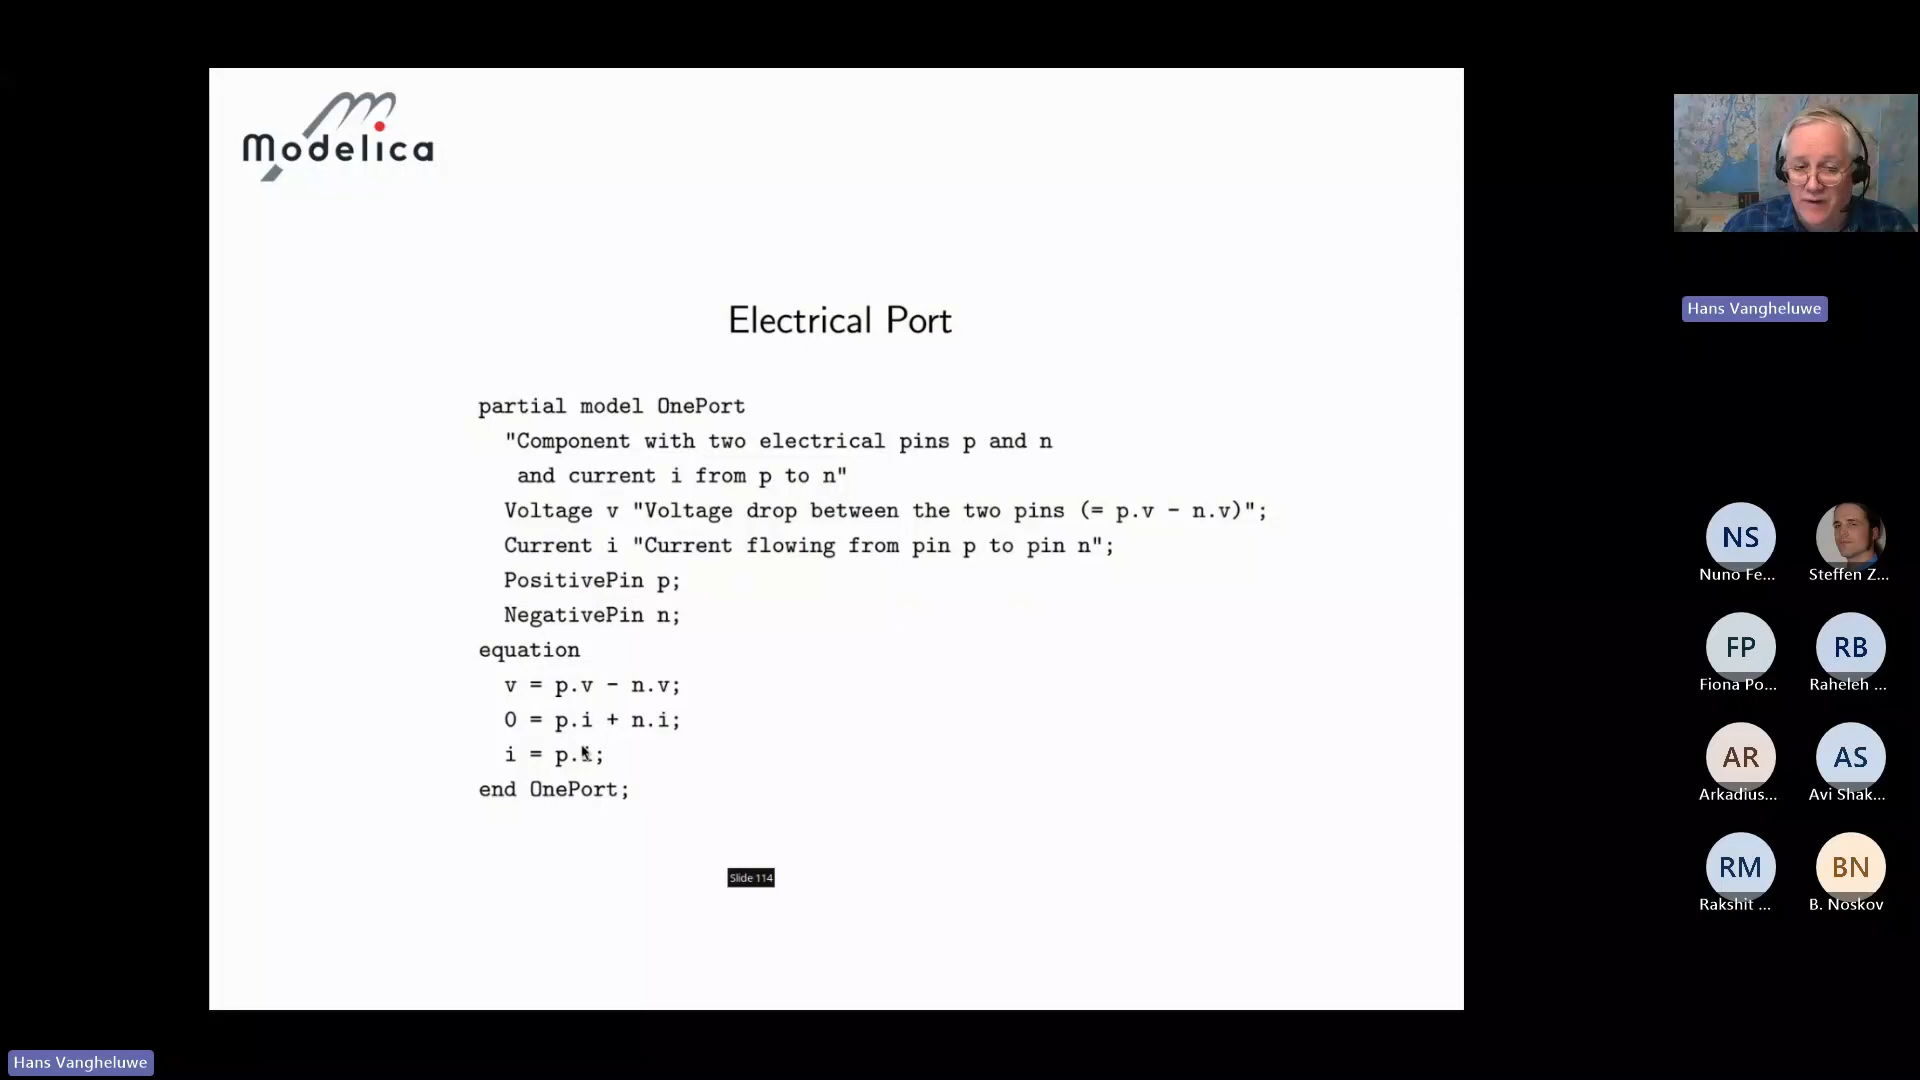 Modelica
Electrical Port
partial model OnePort
"Component with two electrical pins p and n
and current i from p to n"
Voltage v "Voltage drop between the two pins (= p.v - n.v)";
Current i "Current flowing from pin p to pin n";
PositivePin p;
NegativePin n;
equation
v = p.v - n.v;
0 = p.i + n.i;
i = p.i;
end OnePort;
Slide 114
Hans Vangheluwe
NS
Nuno Fe...
Steffen Z...
FP
RB
Fiona Po...
Raheleh ...
AR
AS
Arkadius...
Avi Shak...
RM
BN
Rakshit ...
B. Noskov
Hans Vangheluwe